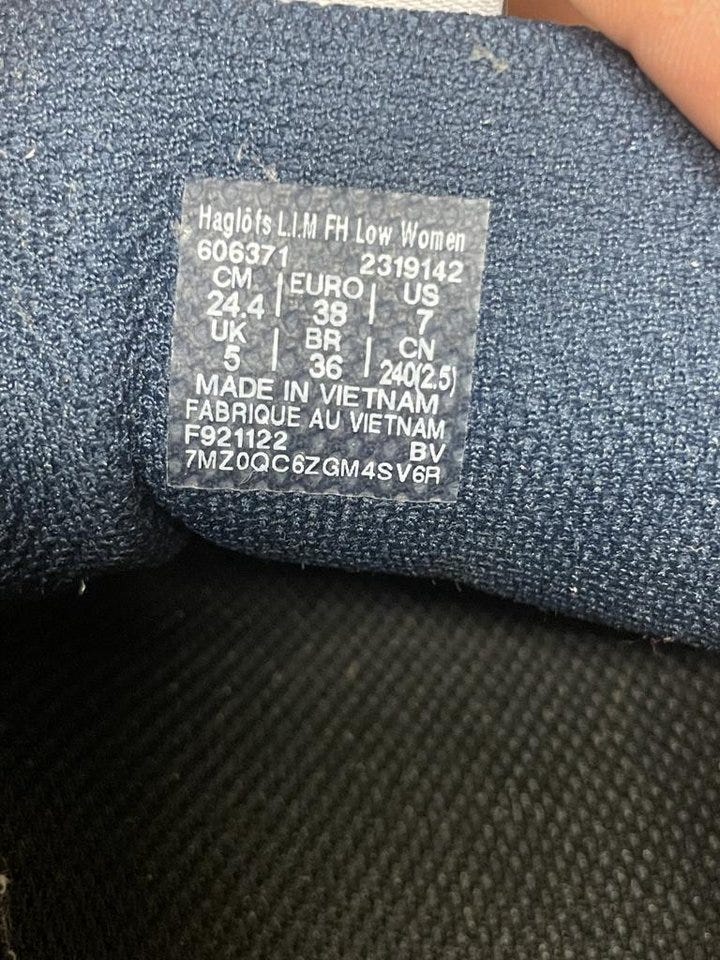 Haglöfs L.I.M FH Low Women
606371 2319142
CM | EURO | US
24.4 | 38 | 7
UK | BR | CN
5 | 36 | 240(2.5)
MADE IN VIETNAM
FABRIQUE AU VIETNAM
F921122 BV
7MZ0QC6ZGM4SV6R